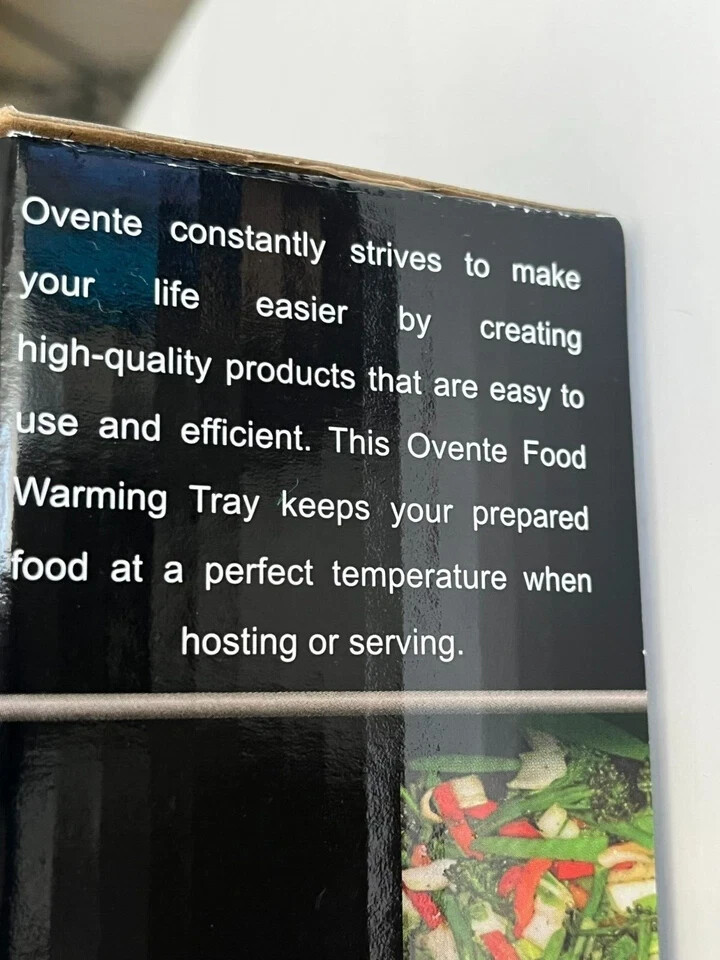 Ovente constantly strives to make
your life easier by creating
high-quality products that are easy to
use and efficient. This Ovente Food
Warming Tray keeps your prepared
food at a perfect temperature when
hosting or serving.